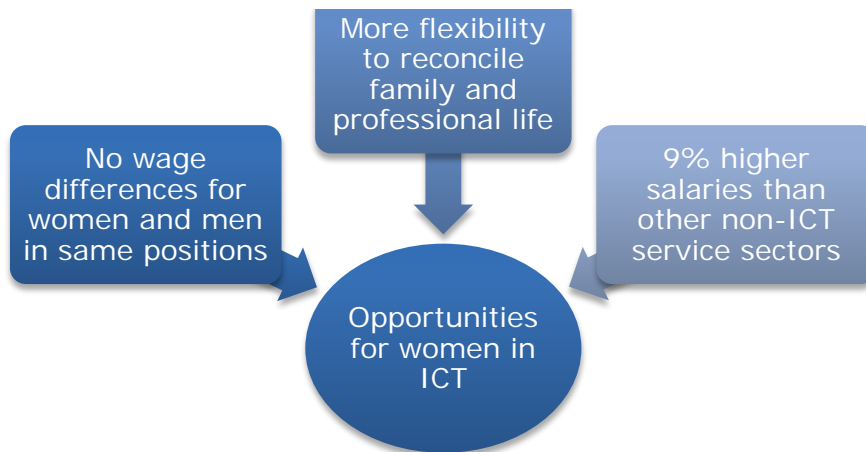 More flexibility
to reconcile
family and
professional life
No wage
differences for
women and men
in same positions
9% higher
salaries than
other non-ICT
service sectors
Opportunities
for women in
ICT